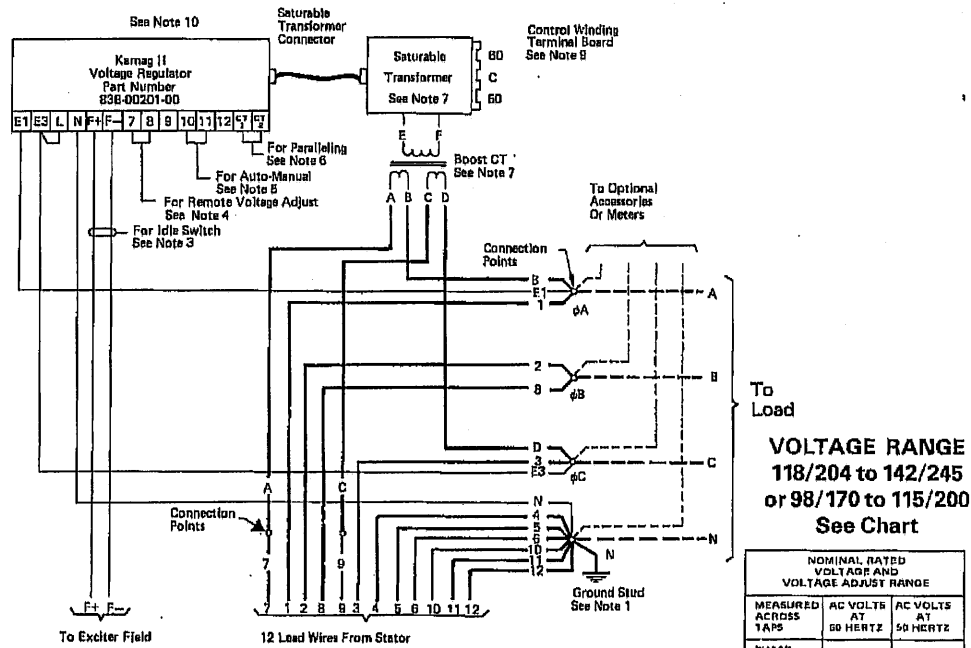 See Note 10
Saturable
Transformer
Connector
Control Winding
Terminal Board
See Note 9
Kamag II
Voltage Regulator
Part Number
838-00201-00
E1 E3 L N F+ F- 7 8 9 10 11 12 CT1 CT2
Saturable
Transformer
See Note 7
60
C
50
E F
Boost CT
See Note 7
A B C D
For Paralleling
See Note 6
For Auto-Manual
See Note 5
For Remote Voltage Adjust
See Note 4
For Idle Switch
See Note 3
To Optional
Accessories
Or Meters
Connection
Points
B
E1
1
φA
A
2
8
φB
B
D
3
E3
φC
C
To
Load
VOLTAGE RANGE
118/204 to 142/245
or 98/170 to 115/200
See Chart
A
C
Connection
Points
7
9
N
4
5
6
10
11
12
N
N
Ground Stud
See Note 1
F+ F-
To Exciter Field
7 1 2 8 9 3 4 5 6 10 11 12
12 Load Wires From Stator
NOMINAL RATED
VOLTAGE AND
VOLTAGE ADJUST RANGE
MEASURED ACROSS TAPS
AC VOLTS AT 60 HERTZ
AC VOLTS AT 50 HERTZ